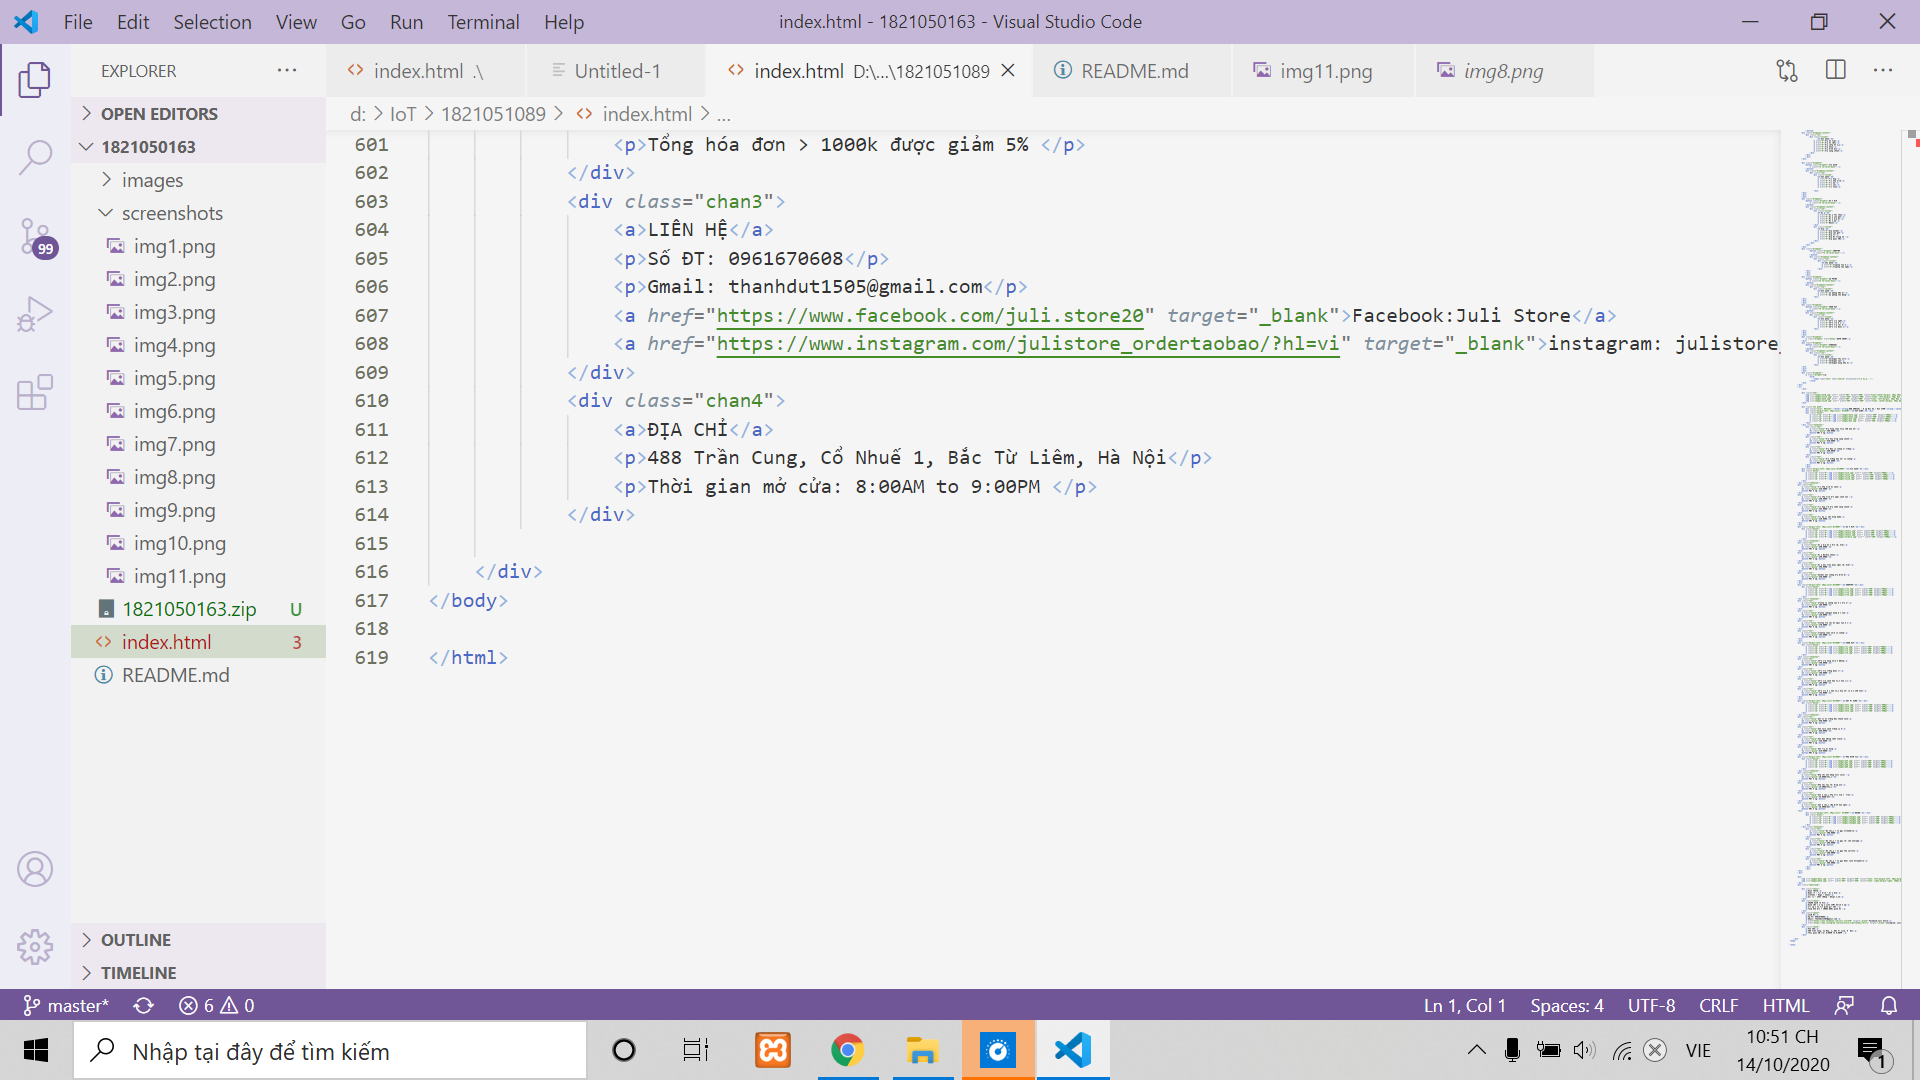 File Edit Selection View Go Run Terminal Help
index.html - 1821050163 - Visual Studio Code
EXPLORER
index.html .\ Untitled-1 index.html D:\...\1821051089 README.md img11.png img8.png
d: > IoT > 1821051089 > index.html > ...
OPEN EDITORS
1821050163
images
screenshots
img1.png
img2.png
img3.png
img4.png
img5.png
img6.png
img7.png
img8.png
img9.png
img10.png
img11.png
1821050163.zip U
index.html 3
README.md
OUTLINE
TIMELINE
99
601 <p>Tổng hóa đơn > 1000k được giảm 5% </p>
602 </div>
603 <div class="chan3">
604 <a>LIÊN HỆ</a>
605 <p>Số ĐT: 0961670608</p>
606 <p>Gmail: thanhdut1505@gmail.com</p>
607 <a href="https://www.facebook.com/juli.store20" target="_blank">Facebook:Juli Store</a>
608 <a href="https://www.instagram.com/julistore_ordertaobao/?hl=vi" target="_blank">instagram: julistore_
609 </div>
610 <div class="chan4">
611 <a>ĐỊA CHỈ</a>
612 <p>488 Trần Cung, Cổ Nhuế 1, Bắc Từ Liêm, Hà Nội</p>
613 <p>Thời gian mở cửa: 8:00AM to 9:00PM </p>
614 </div>
615
616 </div>
617 </body>
618
619 </html>
master* 6 0 Ln 1, Col 1 Spaces: 4 UTF-8 CRLF HTML
Nhập tại đây để tìm kiếm
VIE
10:51 CH
14/10/2020
1